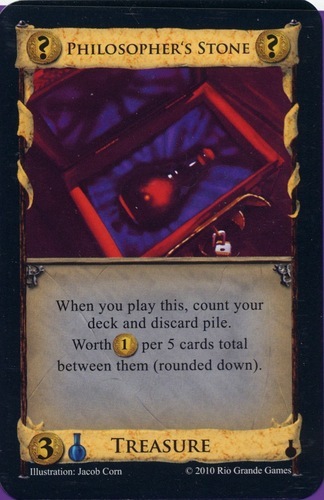 ? PHILOSOPHER'S STONE ?
When you play this, count your
deck and discard pile.
Worth 1 per 5 cards total
between them (rounded down).
3 TREASURE
Illustration: Jacob Corn © 2010 Rio Grande Games